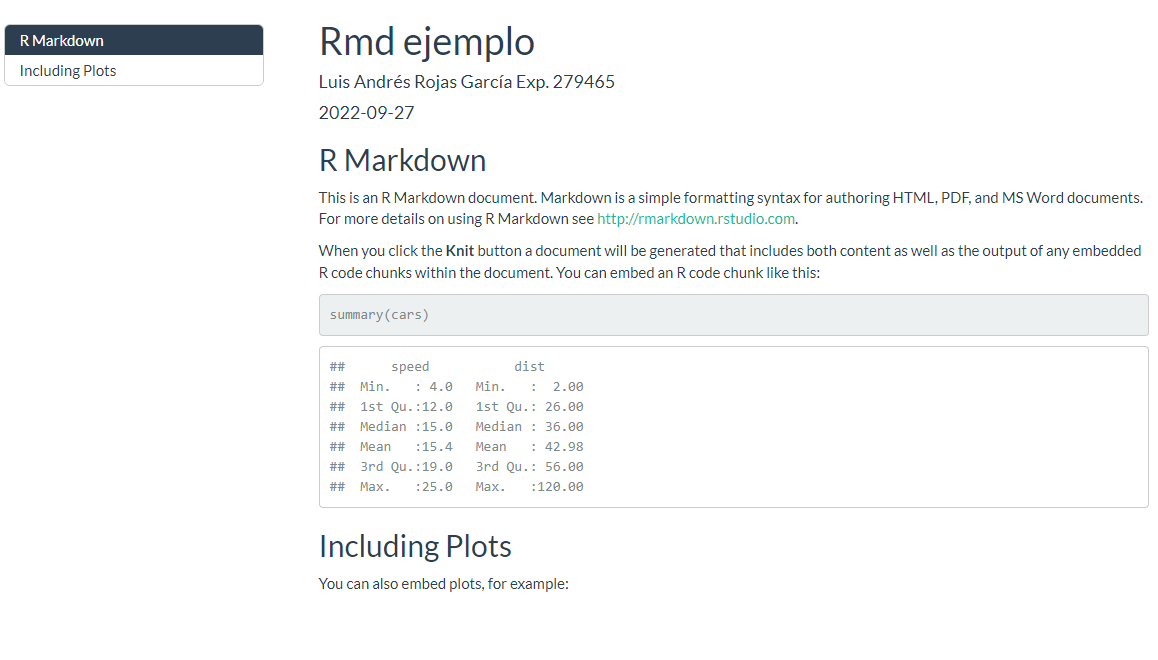 R Markdown
Including Plots
Rmd ejemplo
Luis Andrés Rojas García Exp. 279465
2022-09-27
R Markdown
This is an R Markdown document. Markdown is a simple formatting syntax for authoring HTML, PDF, and MS Word documents.
For more details on using R Markdown see http://rmarkdown.rstudio.com.
When you click the Knit button a document will be generated that includes both content as well as the output of any embedded
R code chunks within the document. You can embed an R code chunk like this:
summary(cars)
##      speed           dist
##  Min.   : 4.0   Min.   :  2.00
##  1st Qu.:12.0   1st Qu.: 26.00
##  Median :15.0   Median : 36.00
##  Mean   :15.4   Mean   : 42.98
##  3rd Qu.:19.0   3rd Qu.: 56.00
##  Max.   :25.0   Max.   :120.00
Including Plots
You can also embed plots, for example: